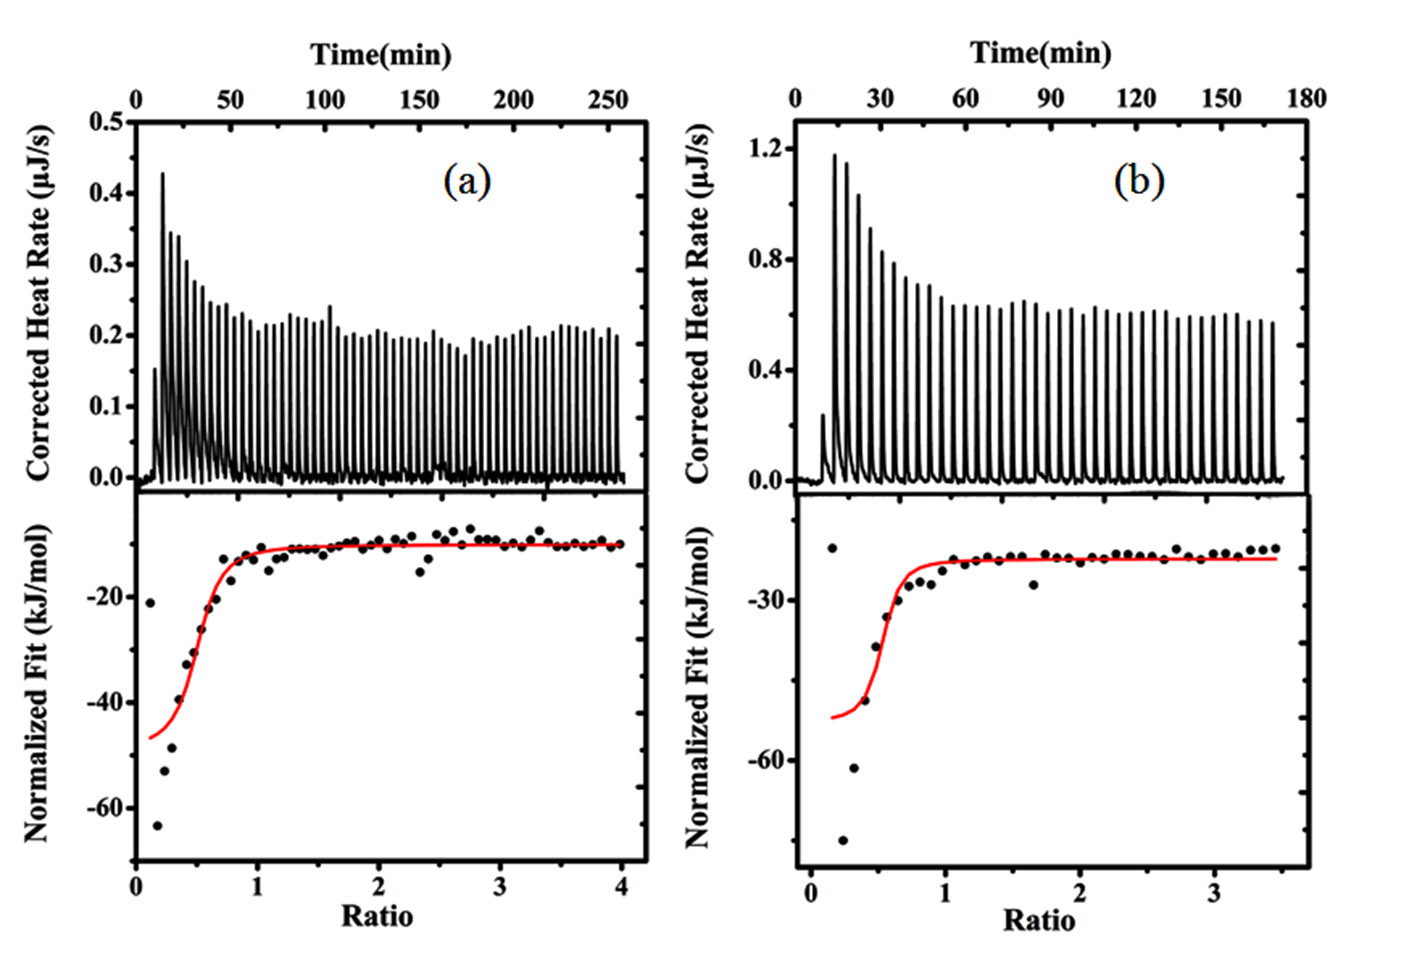 Time(min)
0 50 100 150 200 250
Corrected Heat Rate (μJ/s)
0.5
0.4
0.3
0.2
0.1
0.0
(a)
Normalized Fit (kJ/mol)
-20
-40
-60
0 1 2 3 4
Ratio
Time(min)
0 30 60 90 120 150 180
Corrected Heat Rate (μJ/s)
1.2
0.8
0.4
0.0
(b)
Normalized Fit (kJ/mol)
-30
-60
0 1 2 3
Ratio